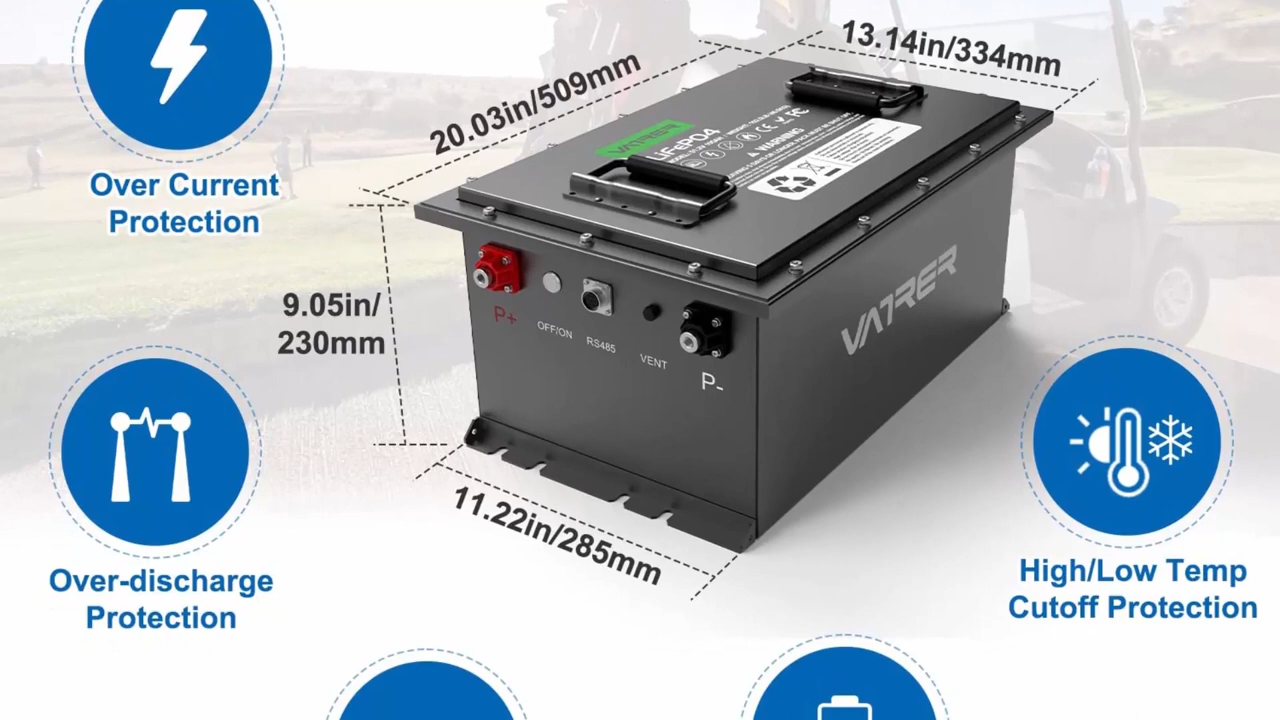 13.14in/334mm
20.03in/509mm
VATRER
LiFePO4
WARNING
Over Current
Protection
9.05in/
230mm
P+
OFF/ON
RS485
VENT
P-
VATRER
11.22in/285mm
Over-discharge
Protection
High/Low Temp
Cutoff Protection